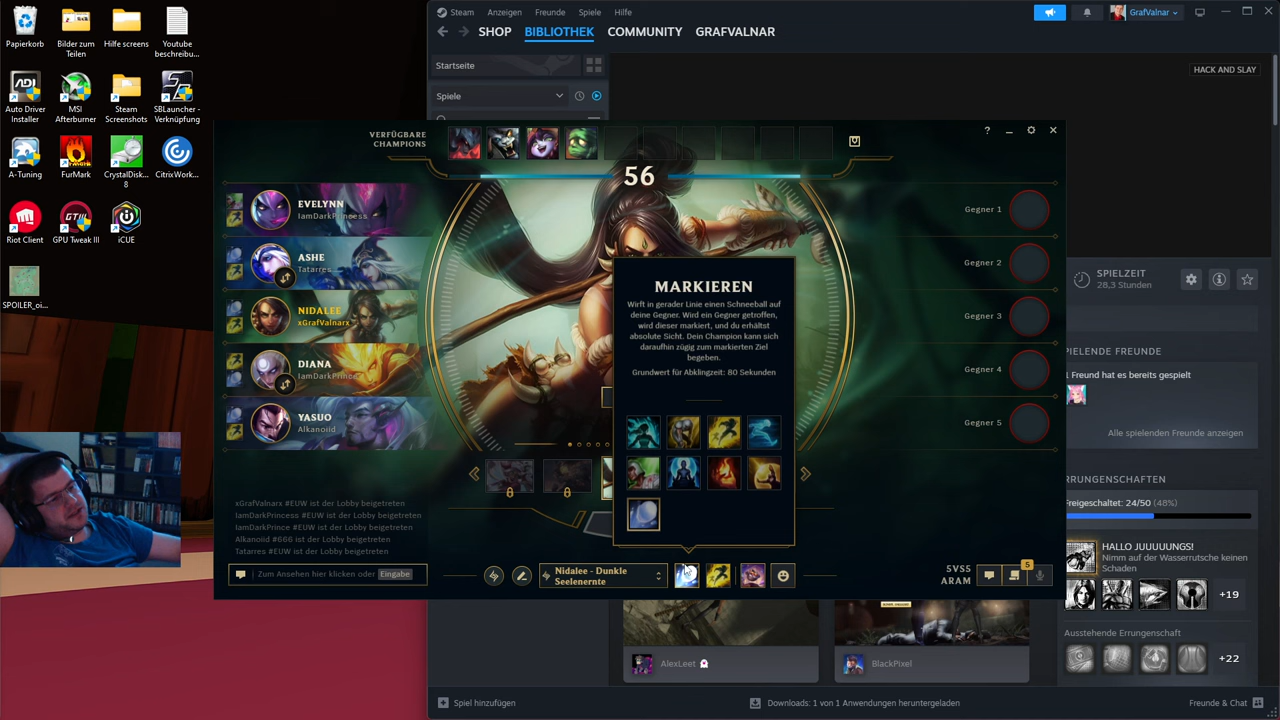 Papierkorb
Bilder zum Teilen
Hilfe screens
Youtube beschreibu...
Auto Driver Installer
MSI Afterburner
Steam Screenshots
SBLauncher - Verknüpfung
A-Tuning
FurMark
CrystalDisk... 8
CitrixWork...
Riot Client
GPU Tweak III
iCUE
SPOILER_oi...
Steam Anzeigen Freunde Spiele Hilfe
GrafValnar
SHOP BIBLIOTHEK COMMUNITY GRAFVALNAR
Startseite
HACK AND SLAY
Spiele
VERFÜGBARE
CHAMPIONS
56
EVELYNN
IamDarkPrincess
ASHE
Tatarres
NIDALEE
xGrafValnarx
DIANA
IamDarkPrince
YASUO
Alkanoiid
Gegner 1
Gegner 2
Gegner 3
Gegner 4
Gegner 5
MARKIEREN
Wirft in gerader Linie einen Schneeball auf
deine Gegner. Wird ein Gegner getroffen,
wird dieser markiert, und du erhältst
absolute Sicht. Dein Champion kann sich
daraufhin zügig zum markierten Ziel
begeben.
Grundwert für Abklingzeit: 80 Sekunden
xGrafValnarx #EUW ist der Lobby beigetreten
IamDarkPrincess #EUW ist der Lobby beigetreten
IamDarkPrince #EUW ist der Lobby beigetreten
Alkanoiid #666 ist der Lobby beigetreten
Tatarres #EUW ist der Lobby beigetreten
Zum Ansehen hier klicken oder Eingabe
Nidalee - Dunkle
Seelenernte
5VS5
ARAM
5
SPIELZEIT
28,3 Stunden
PIELENDE FREUNDE
1 Freund hat es bereits gespielt
Alle spielenden Freunde anzeigen
ERRUNGENSCHAFTEN
Freigeschaltet: 24/50 (48%)
HALLO JUUUUUNGS!
Nimm auf der Wasserrutsche keinen
Schaden
+19
Ausstehende Errungenschaft
+22
AlexLeet
BlackPixel
Spiel hinzufügen
Downloads: 1 von 1 Anwendungen heruntergeladen
Freunde & Chat